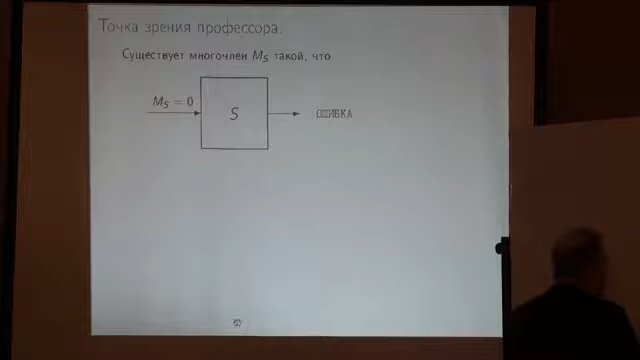 Точка зрения профессора.
Существует многочлен M_S такой, что
M_S = 0
S
ОШИБКА